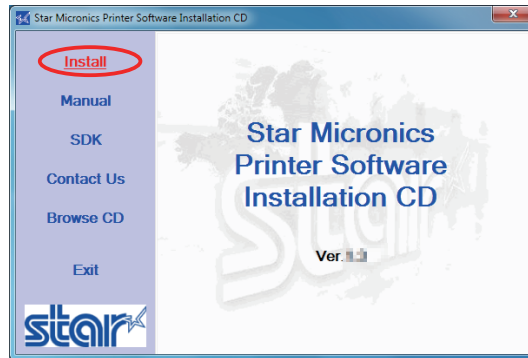 Star Micronics Printer Software Installation CD
Install
Manual
SDK
Contact Us
Browse CD
Exit
star
Star Micronics
Printer Software
Installation CD
Ver.
star